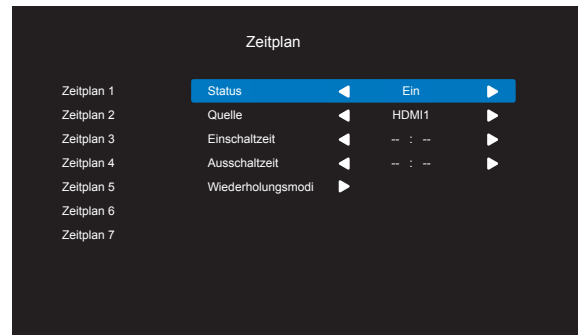 Zeitplan
Zeitplan 1 Status Ein
Zeitplan 2 Quelle HDMI1
Zeitplan 3 Einschaltzeit -- : --
Zeitplan 4 Ausschaltzeit -- : --
Zeitplan 5 Wiederholungsmodi
Zeitplan 6
Zeitplan 7